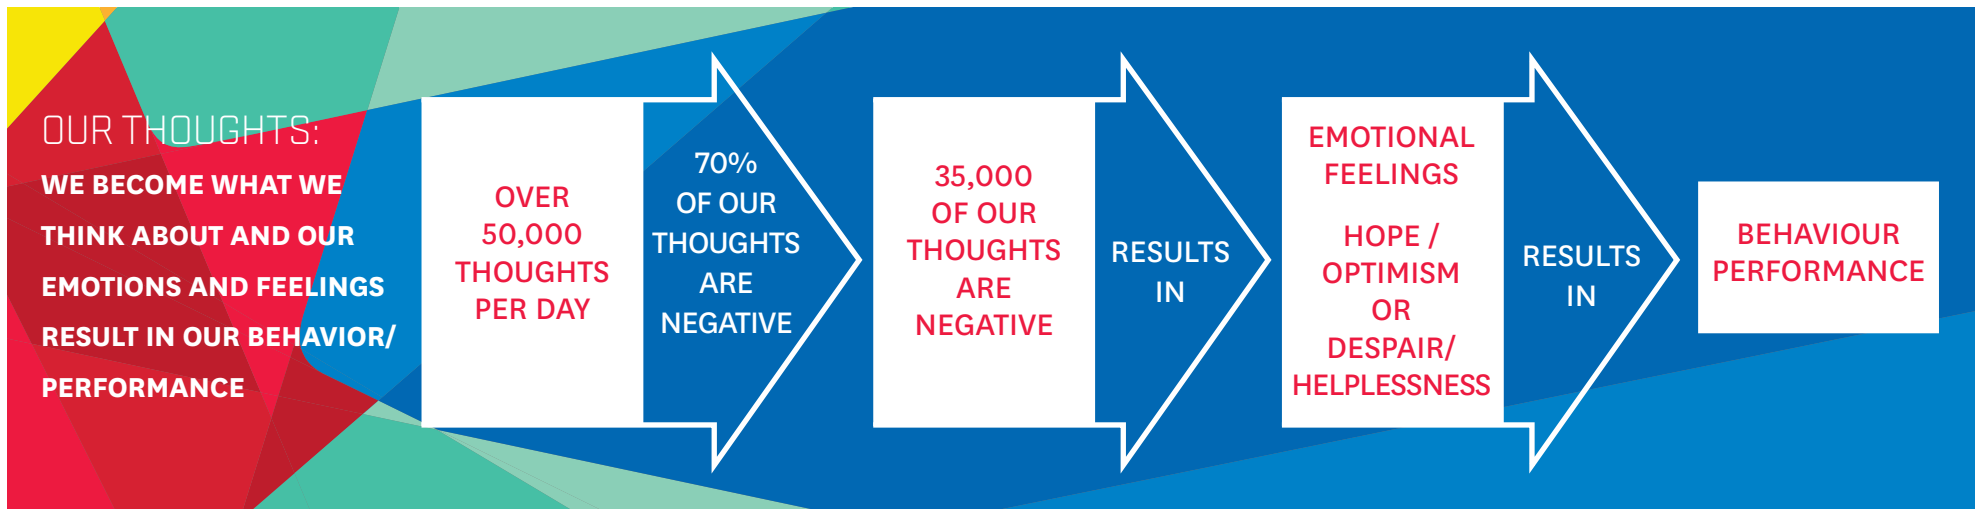 OUR THOUGHTS:
WE BECOME WHAT WE
THINK ABOUT AND OUR
EMOTIONS AND FEELINGS
RESULT IN OUR BEHAVIOR/
PERFORMANCE
OVER
50,000
THOUGHTS
PER DAY
70%
OF OUR
THOUGHTS
ARE
NEGATIVE
35,000
OF OUR
THOUGHTS
ARE
NEGATIVE
RESULTS
IN
EMOTIONAL
FEELINGS
HOPE /
OPTIMISM
OR
DESPAIR/
HELPLESSNESS
RESULTS
IN
BEHAVIOUR
PERFORMANCE